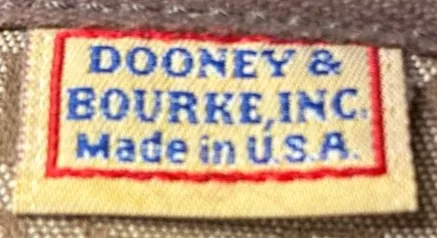 DOONEY &
BOURKE, INC.
Made in U.S.A.